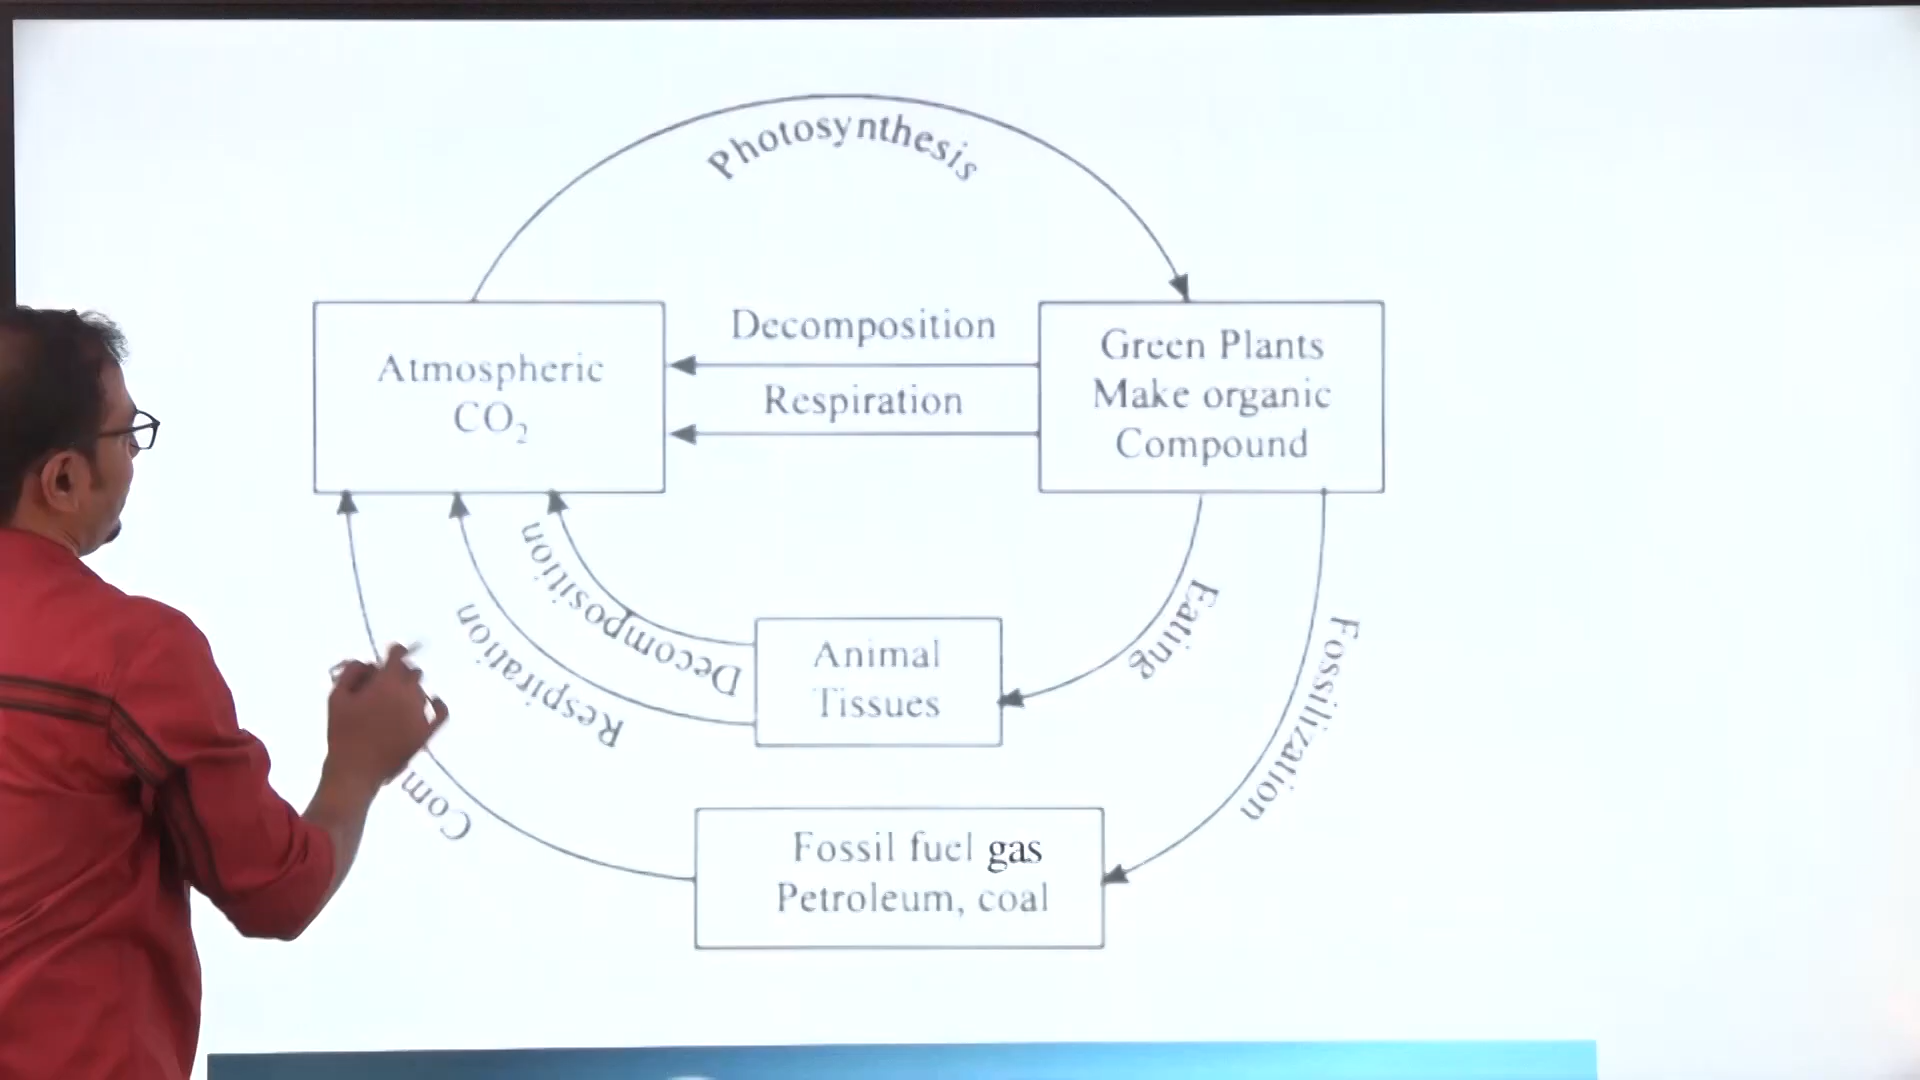 Photosynthesis
Decomposition
Respiration
Atmospheric
CO₂
Green Plants
Make organic
Compound
Decomposition
Respiration
Animal
Tissues
Eating
Fossilization
Com
Fossil fuel gas
Petroleum, coal